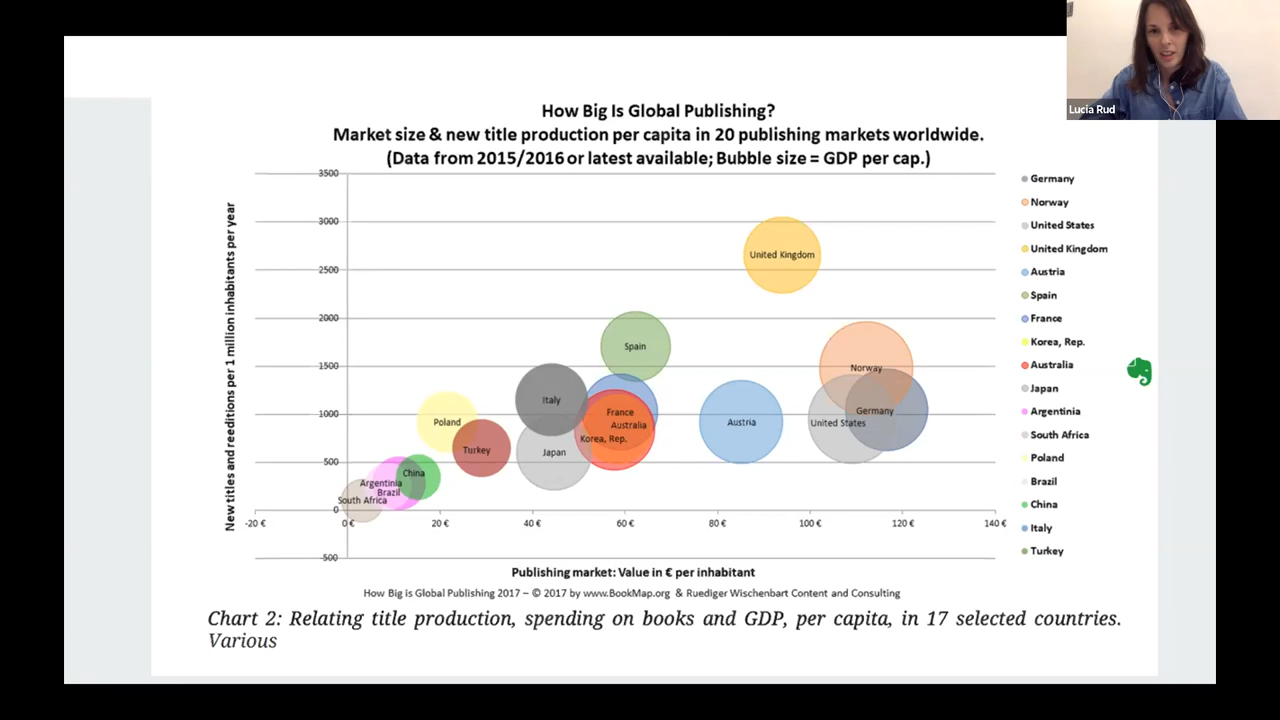 Lucía Rud
How Big Is Global Publishing?
Market size & new title production per capita in 20 publishing markets worldwide.
(Data from 2015/2016 or latest available; Bubble size = GDP per cap.)
New titles and reeditions per 1 million inhabitants per year
3500
3000
2500
2000
1500
1000
500
0
-500
United Kingdom
Spain
Norway
Italy
Germany
France
Poland
Austria
United States
Australia
Korea, Rep.
Turkey
Japan
China
Argentinia
Brazil
South Africa
-20 €
0 €
20 €
40 €
60 €
80 €
100 €
120 €
140 €
Publishing market: Value in € per inhabitant
Germany
Norway
United States
United Kingdom
Austria
Spain
France
Korea, Rep.
Australia
Japan
Argentinia
South Africa
Poland
Brazil
China
Italy
Turkey
How Big is Global Publishing 2017 – © 2017 by www.BookMap.org & Ruediger Wischenbart Content and Consulting
Chart 2: Relating title production, spending on books and GDP, per capita, in 17 selected countries.
Various